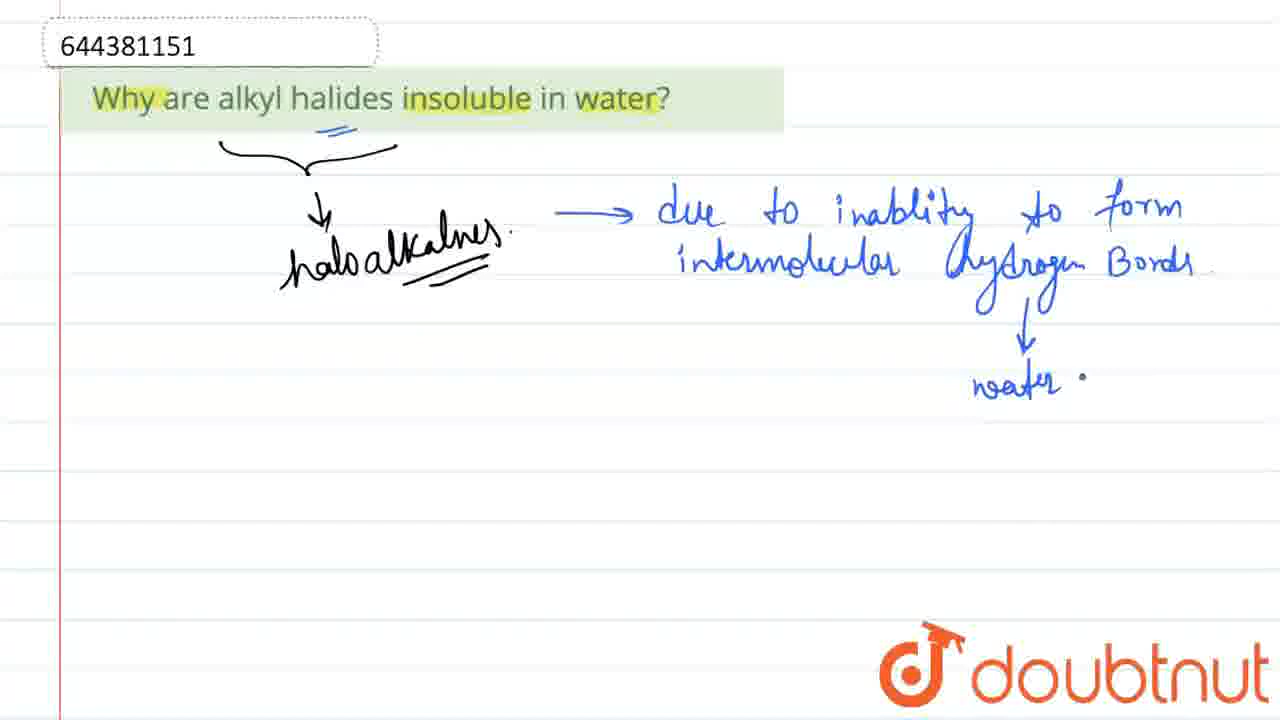 644381151
Why are alkyl halides insoluble in water?
haloalkalnes.
due to inablity to form
intermolecular hydrogen Bonds
water
doubtnut